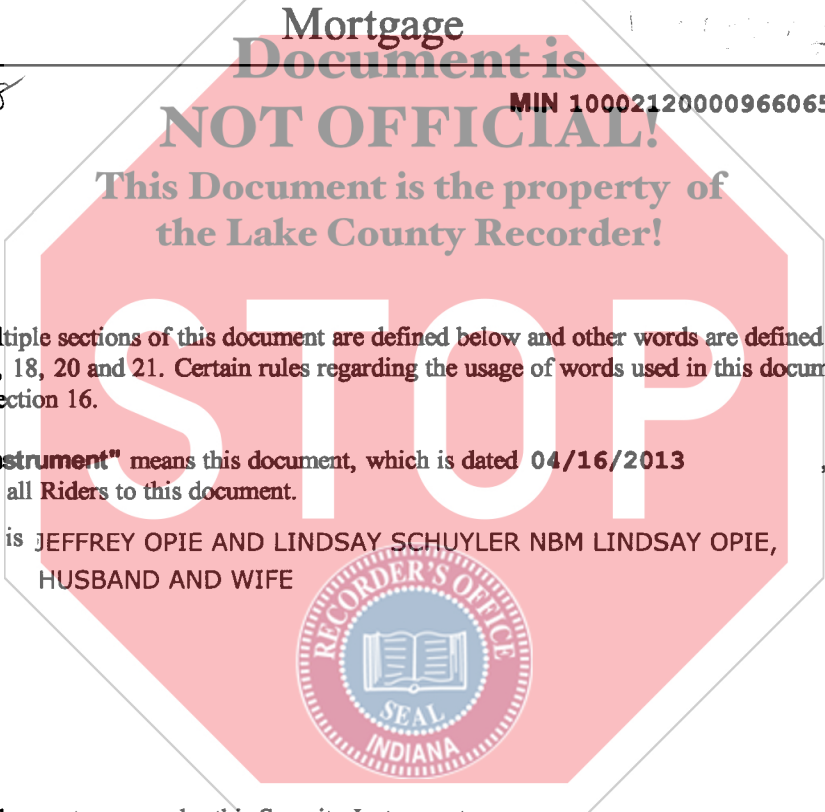 Mortgage
Document is
MIN 1000212000096606
NOT OFFICIAL!
This Document is the property of
the Lake County Recorder!
STOP
ltiple sections of this document are defined below and other words are defined
, 18, 20 and 21. Certain rules regarding the usage of words used in this docum
ection 16.
strument" means this document, which is dated 04/16/2013 ,
all Riders to this document.
is JEFFREY OPIE AND LINDSAY SCHUYLER NBM LINDSAY OPIE,
HUSBAND AND WIFE
RECORDER'S OFFICE
SEAL
INDIANA